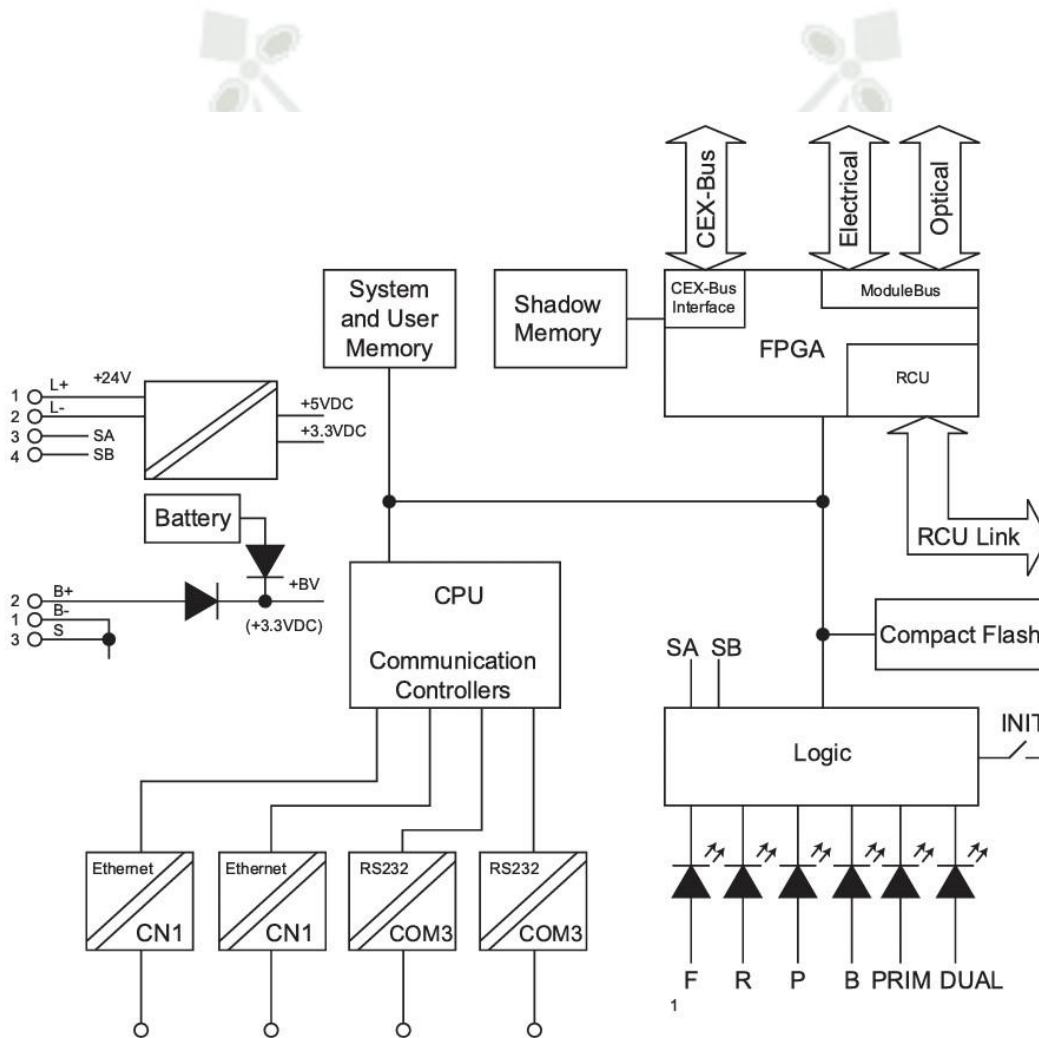 CEX-Bus
Electrical
Optical
System
and User
Memory
Shadow
Memory
CEX-Bus
Interface
ModuleBus
FPGA
RCU
1 L+ +24V
2 L-
3 SA
4 SB
+5VDC
+3.3VDC
Battery
+BV
(+3.3VDC)
2 B+
1 B-
3 S
CPU
Communication
Controllers
RCU Link
Compact Flash
SA SB
Logic
INIT
Ethernet
CN1
Ethernet
CN1
RS232
COM3
RS232
COM3
F R P B PRIM DUAL
1